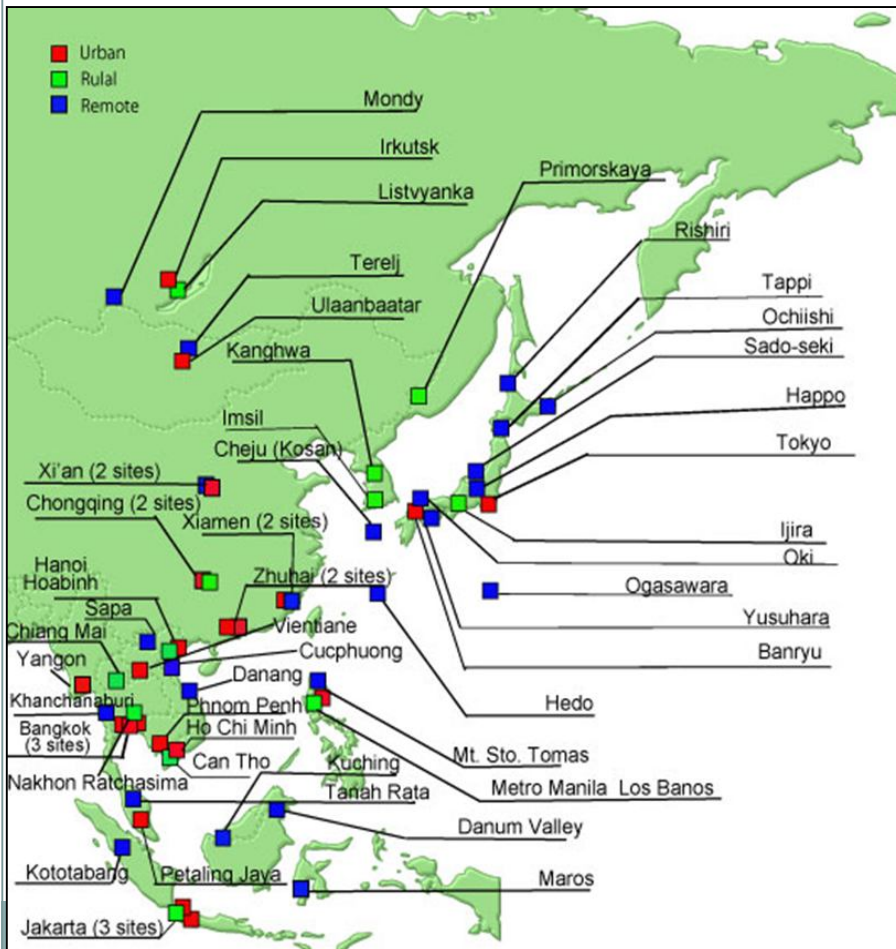 Urban
Rulal
Remote
Mondy
Irkutsk
Primorskaya
Listvyanka
Rishiri
Terelj
Tappi
Ulaanbaatar
Ochiishi
Kanghwa
Sado-seki
Happo
Imsil
Cheju (Kosan)
Tokyo
Xi'an (2 sites)
Chongqing (2 sites)
Xiamen (2 sites)
Ijira
Oki
Hanoi
Hoabinh
Zhuhai (2 sites)
Ogasawara
Sapa
Vientiane
Yusuhara
Chiang Mai
Cucphuong
Banryu
Yangon
Danang
Khanchanaburi
Phnom Penh
Hedo
Bangkok
(3 sites)
Ho Chi Minh
Can Tho
Kuching
Mt. Sto. Tomas
Nakhon Ratchasima
Tanah Rata
Metro Manila Los Banos
Danum Valley
Kototabang
Petaling Jaya
Maros
Jakarta (3 sites)